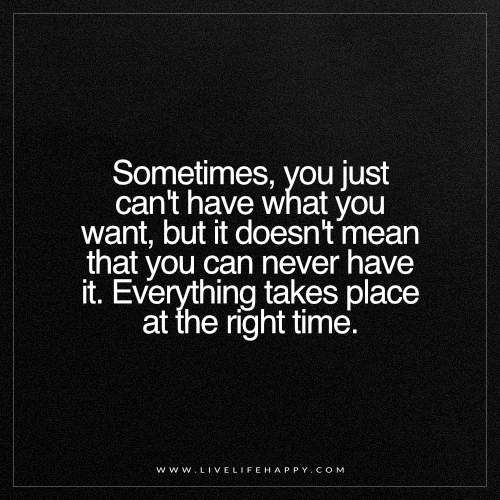 Sometimes, you just
can't have what you
want, but it doesn't mean
that you can never have
it. Everything takes place
at the right time.
WWW.LIVELIFEHAPPY.COM